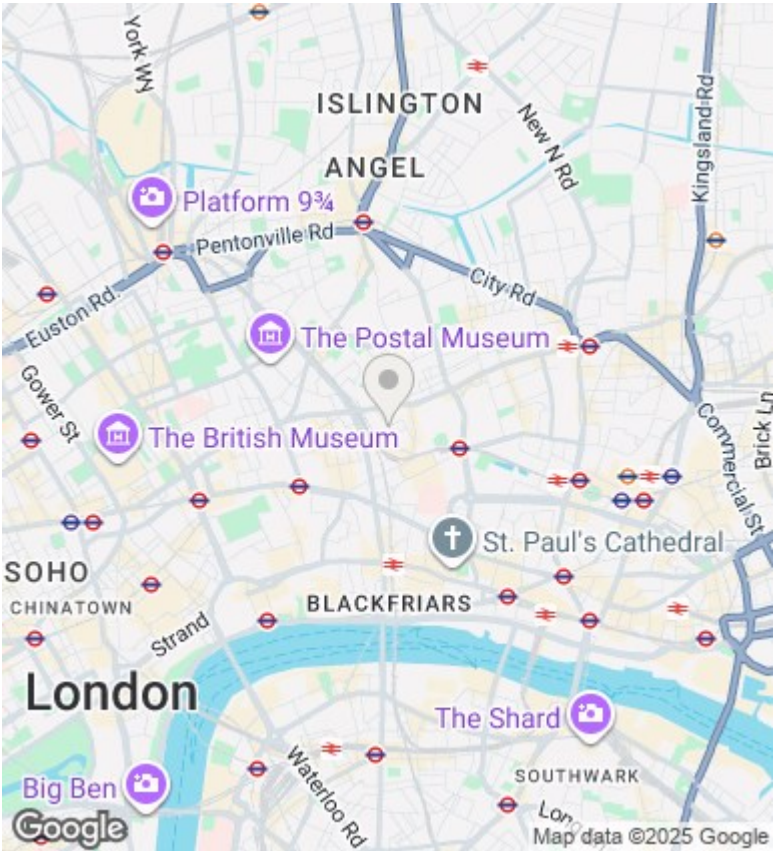 York Wy
ISLINGTON
New N Rd
Kingsland Rd
ANGEL
Platform 9¾
Pentonville Rd
City Rd
Euston Rd
The Postal Museum
Gower St
The British Museum
Commercial St
Brick Ln
St. Paul's Cathedral
SOHO
CHINATOWN
BLACKFRIARS
Strand
London
The Shard
Waterloo Rd
SOUTHWARK
Big Ben
Google
Map data ©2025 Google